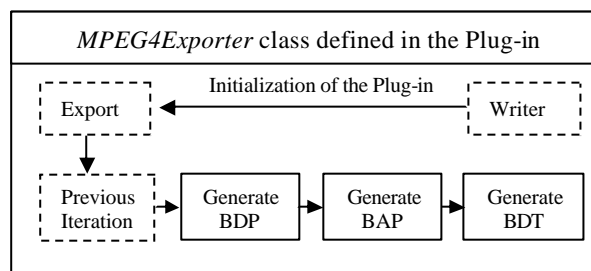 MPEG4Exporter class defined in the Plug-in
Initialization of the Plug-in
Export
Writer
Previous
Iteration
Generate
BDP
Generate
BAP
Generate
BDT